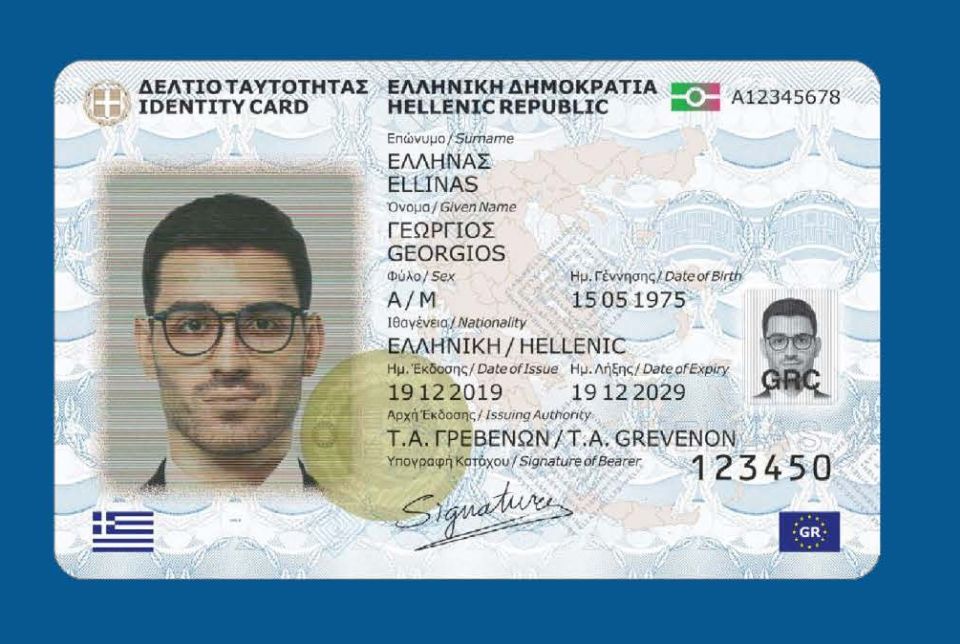 ΔΕΛΤΙΟ ΤΑΥΤΟΤΗΤΑΣ ΕΛΛΗΝΙΚΗ ΔΗΜΟΚΡΑΤΙΑ
IDENTITY CARD HELLENIC REPUBLIC A12345678
Επώνυμο / Surname
ΕΛΛΗΝΑΣ
ELLINAS
Όνομα / Given Name
ΓΕΩΡΓΙΟΣ
GEORGIOS
Φύλο / Sex Ημ. Γέννησης / Date of Birth
Α / M 15 05 1975
Ιθαγένεια / Nationality
ΕΛΛΗΝΙΚΗ / HELLENIC
Ημ. Έκδοσης / Date of Issue Ημ. Λήξης / Date of Expiry
19 12 2019 19 12 2029
GRC
Αρχή Έκδοσης / Issuing Authority
Τ.Α. ΓΡΕΒΕΝΩΝ / T.A. GREVENON
Υπογραφή Κατόχου / Signature of Bearer
123450
Signature
GR